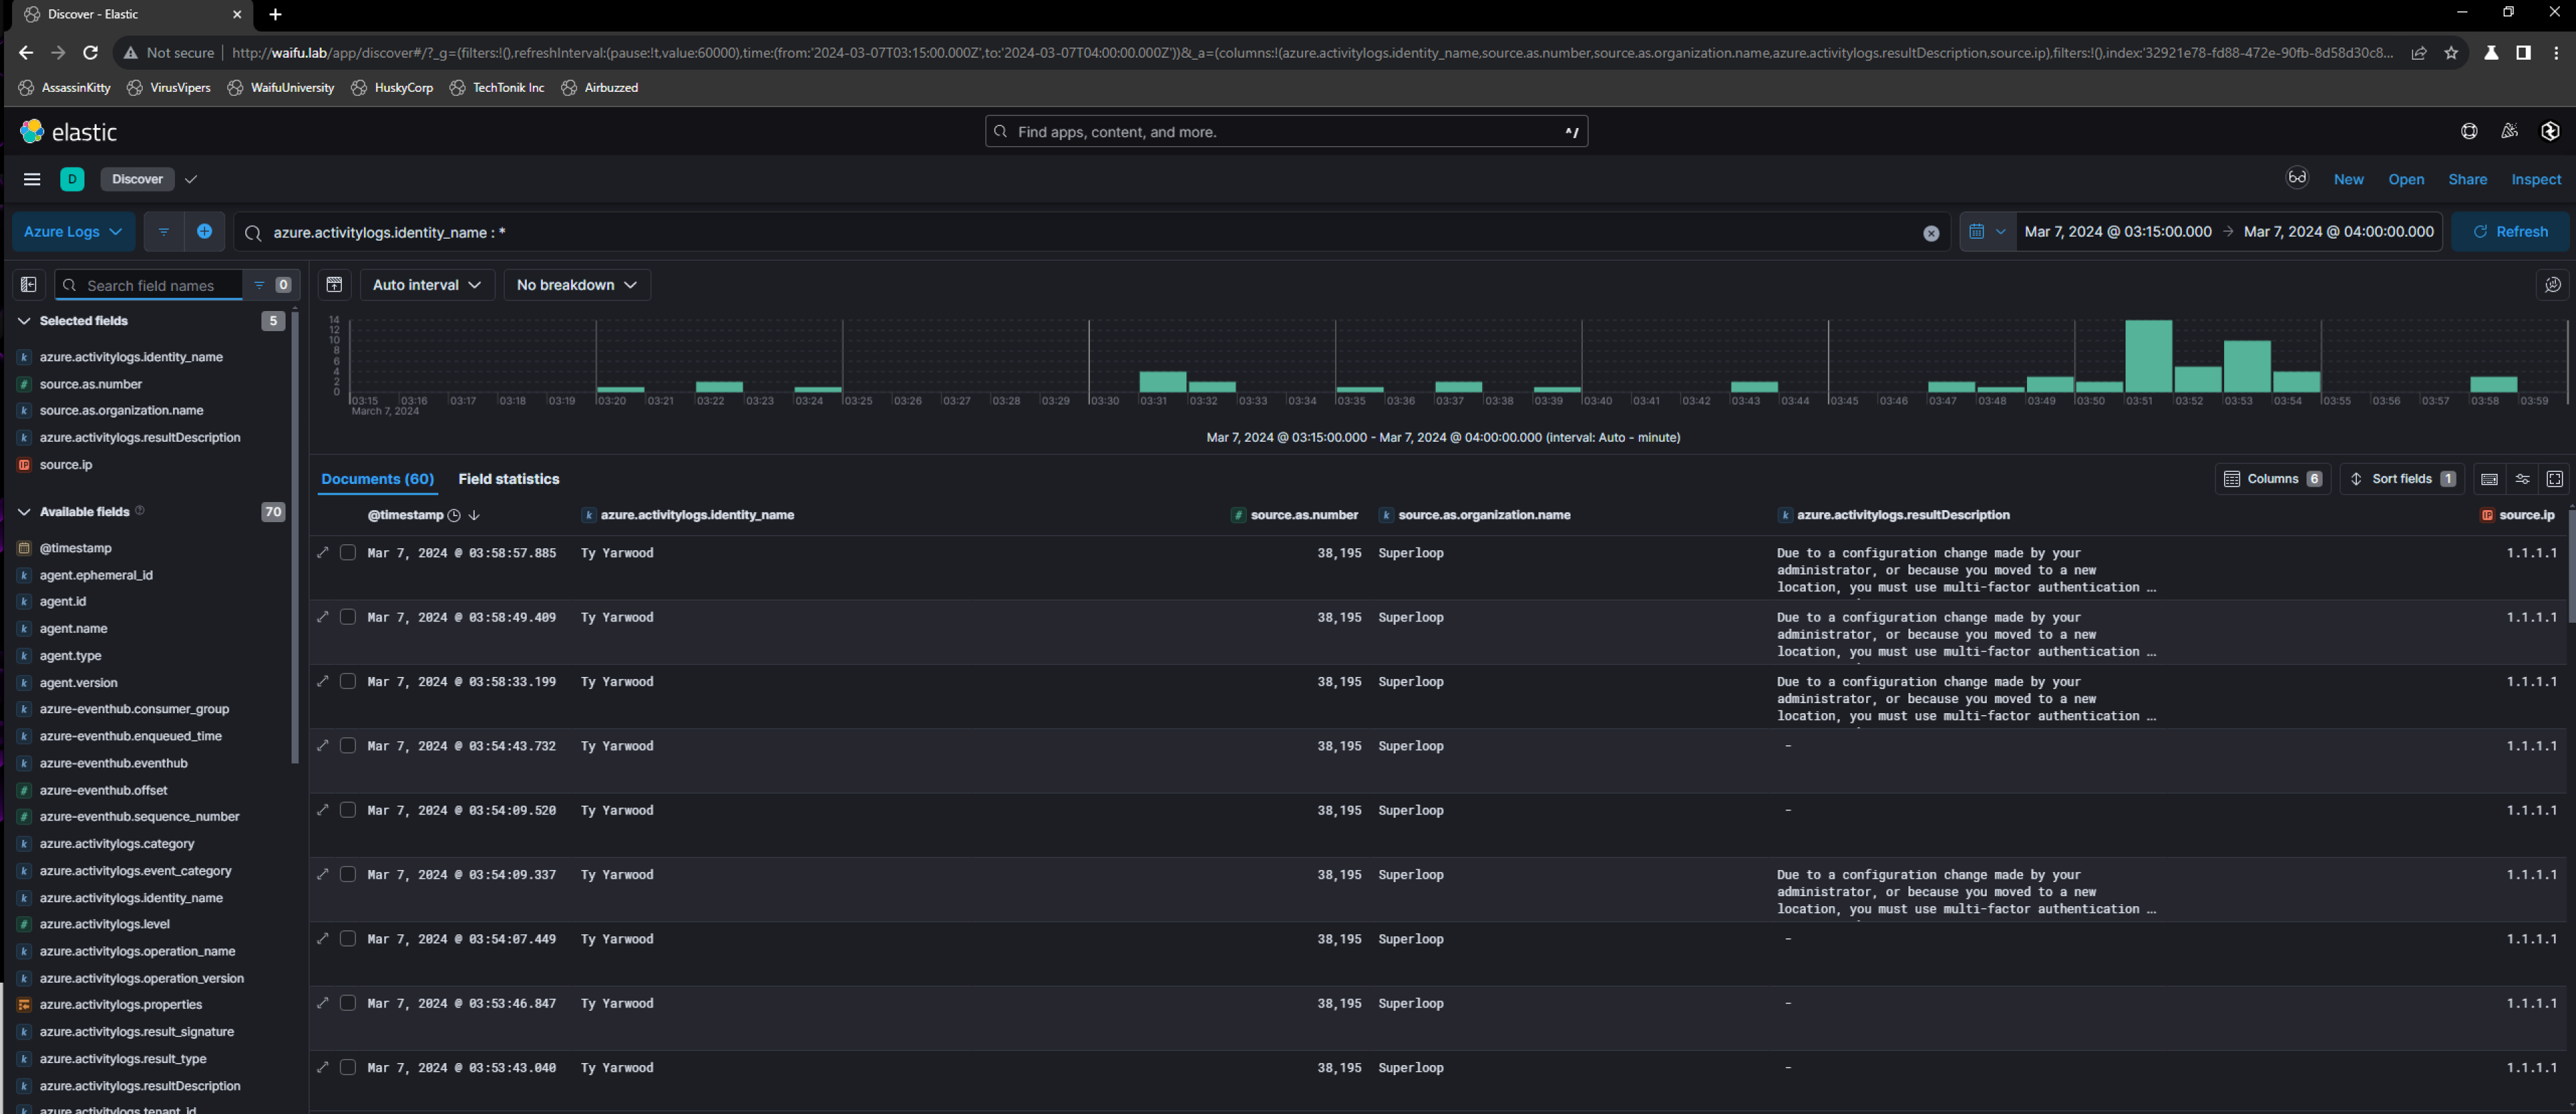 Discover - Elastic
Not secure
http://waifu.lab/app/discover#/?_g=(filters:!(),refreshInterval:(pause:!t,value:60000),time:(from:'2024-03-07T03:15:00.000Z',to:'2024-03-07T04:00:00.000Z'))&_a=(columns:!(azure.activitylogs.identity_name,source.as.number,source.as.organization.name,azure.activitylogs.resultDescription,source.ip),filters:!(),index:'32921e78-fd88-472e-90fb-8d58d30c8...
AssassinKitty VirusVipers WaifuUniversity HuskyCorp TechTonik Inc Airbuzzed
elastic
Find apps, content, and more. ^/
D Discover New Open Share Inspect
Azure Logs azure.activitylogs.identity_name : * Mar 7, 2024 @ 03:15:00.000 → Mar 7, 2024 @ 04:00:00.000 Refresh
Search field names 0
Selected fields 5
azure.activitylogs.identity_name
source.as.number
source.as.organization.name
azure.activitylogs.resultDescription
source.ip
Available fields 70
@timestamp
agent.ephemeral_id
agent.id
agent.name
agent.type
agent.version
azure-eventhub.consumer_group
azure-eventhub.enqueued_time
azure-eventhub.eventhub
azure-eventhub.offset
azure-eventhub.sequence_number
azure.activitylogs.category
azure.activitylogs.event_category
azure.activitylogs.identity_name
azure.activitylogs.level
azure.activitylogs.operation_name
azure.activitylogs.operation_version
azure.activitylogs.properties
azure.activitylogs.result_signature
azure.activitylogs.result_type
azure.activitylogs.resultDescription
azure.activitylogs.tenant_id
Auto interval No breakdown
14
12
10
8
6
4
2
0
03:15 03:16 03:17 03:18 03:19 03:20 03:21 03:22 03:23 03:24 03:25 03:26 03:27 03:28 03:29 03:30 03:31 03:32 03:33 03:34 03:35 03:36 03:37 03:38 03:39 03:40 03:41 03:42 03:43 03:44 03:45 03:46 03:47 03:48 03:49 03:50 03:51 03:52 03:53 03:54 03:55 03:56 03:57 03:58 03:59
March 7, 2024
Mar 7, 2024 @ 03:15:00.000 - Mar 7, 2024 @ 04:00:00.000 (interval: Auto - minute)
Documents (60) Field statistics Columns 6 Sort fields 1
@timestamp azure.activitylogs.identity_name source.as.number source.as.organization.name azure.activitylogs.resultDescription source.ip
Mar 7, 2024 @ 03:58:57.885 Ty Yarwood 38,195 Superloop Due to a configuration change made by your 1.1.1.1
administrator, or because you moved to a new
location, you must use multi-factor authentication ...
Mar 7, 2024 @ 03:58:49.409 Ty Yarwood 38,195 Superloop Due to a configuration change made by your 1.1.1.1
administrator, or because you moved to a new
location, you must use multi-factor authentication ...
Mar 7, 2024 @ 03:58:33.199 Ty Yarwood 38,195 Superloop Due to a configuration change made by your 1.1.1.1
administrator, or because you moved to a new
location, you must use multi-factor authentication ...
Mar 7, 2024 @ 03:54:43.732 Ty Yarwood 38,195 Superloop - 1.1.1.1
Mar 7, 2024 @ 03:54:09.520 Ty Yarwood 38,195 Superloop - 1.1.1.1
Mar 7, 2024 @ 03:54:09.337 Ty Yarwood 38,195 Superloop Due to a configuration change made by your 1.1.1.1
administrator, or because you moved to a new
location, you must use multi-factor authentication ...
Mar 7, 2024 @ 03:54:07.449 Ty Yarwood 38,195 Superloop - 1.1.1.1
Mar 7, 2024 @ 03:53:46.847 Ty Yarwood 38,195 Superloop - 1.1.1.1
Mar 7, 2024 @ 03:53:43.040 Ty Yarwood 38,195 Superloop - 1.1.1.1